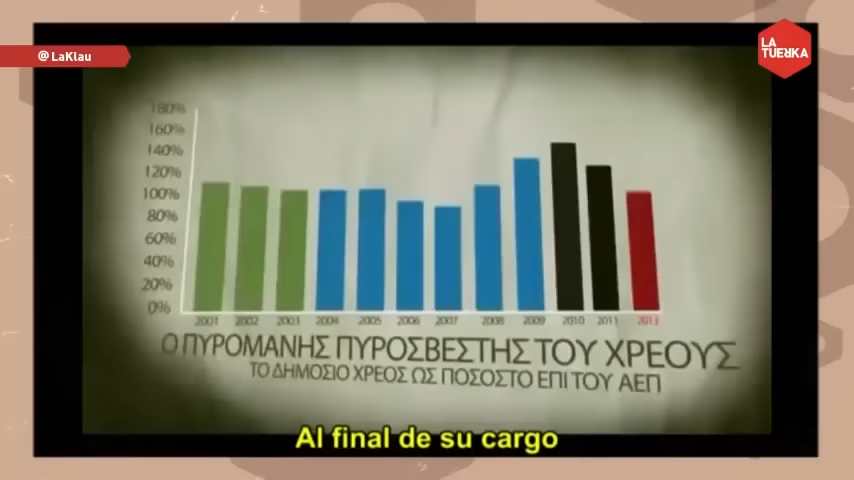 @LaKlau
LA
TUERKA
180%
160%
140%
120%
100%
80%
60%
40%
20%
0%
2001 2002 2003 2004 2005 2006 2007 2008 2009 2010 2011 2013
Ο ΠΥΡΟΜΑΝΗΣ ΠΥΡΟΣΒΕΣΤΗΣ ΤΟΥ ΧΡΕΟΥΣ
ΤΟ ΔΗΜΟΣΙΟ ΧΡΕΟΣ ΩΣ ΠΟΣΟΣΤΟ ΕΠΙ ΤΟΥ ΑΕΠ
Al final de su cargo